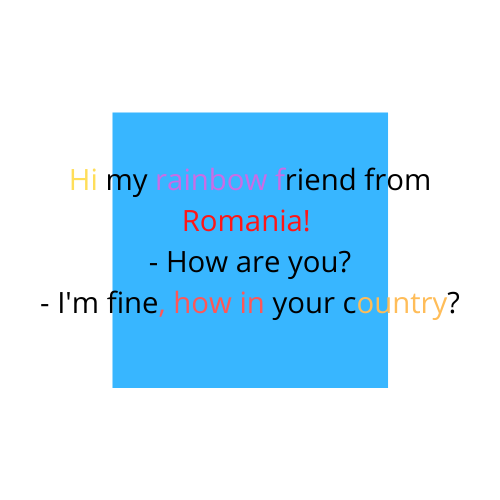 Hi my rainbow friend from
Romania!
- How are you?
- I'm fine, how in your country?